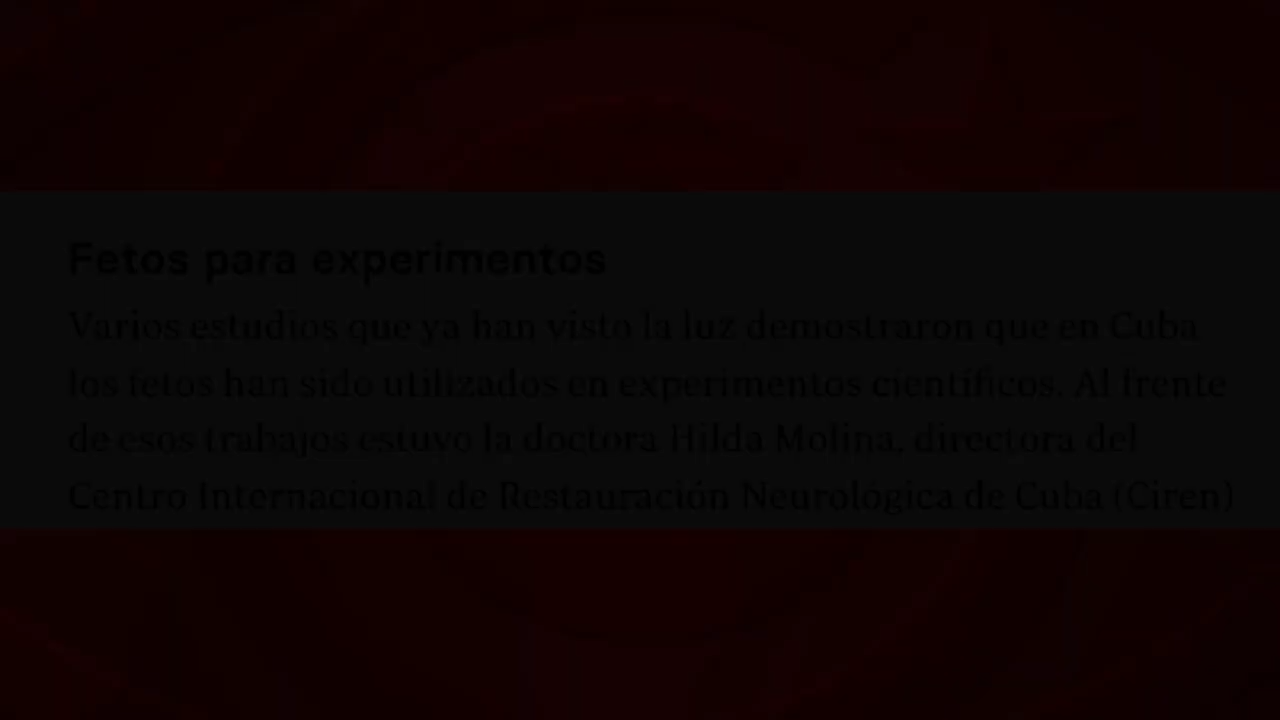 Fetos para experimentos
Varios estudios que ya han visto la luz demostraron que en Cuba
los fetos han sido utilizados en experimentos científicos. Al frente
de esos trabajos estuvo la doctora Hilda Molina, directora del
Centro Internacional de Restauración Neurológica de Cuba (Ciren)